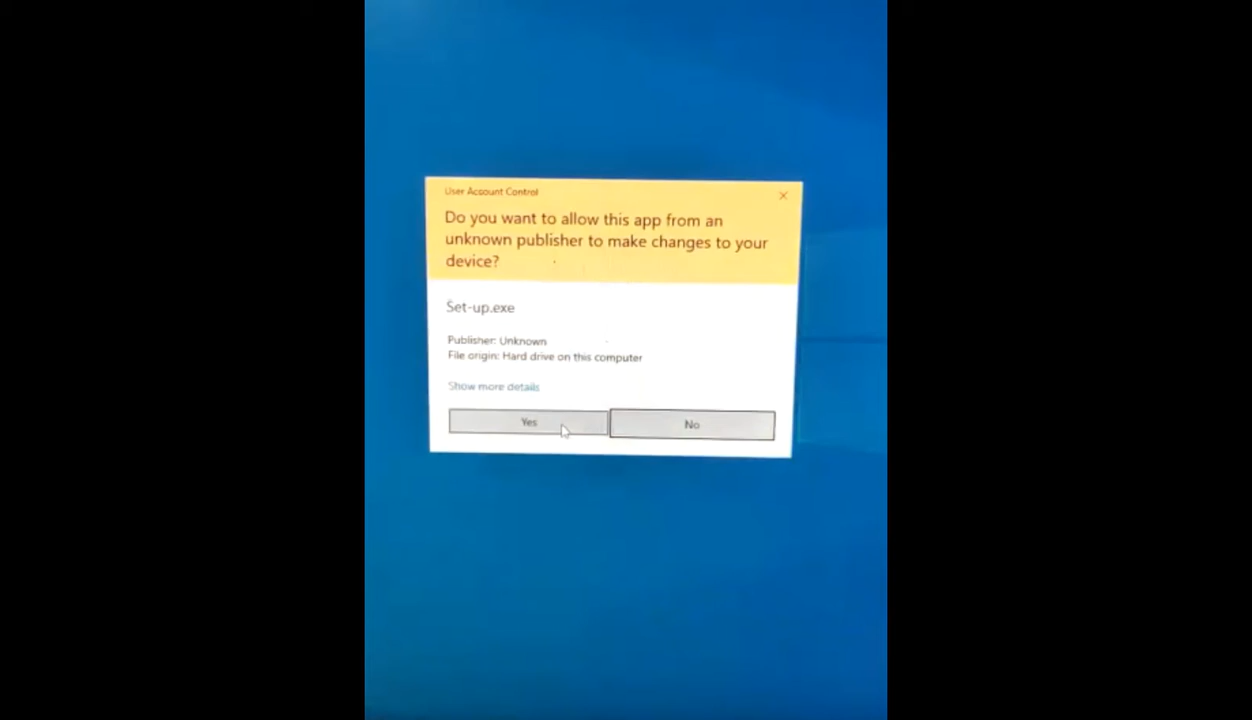 User Account Control
Do you want to allow this app from an
unknown publisher to make changes to your
device?
Set-up.exe
Publisher: Unknown
File origin: Hard drive on this computer
Show more details
Yes
No